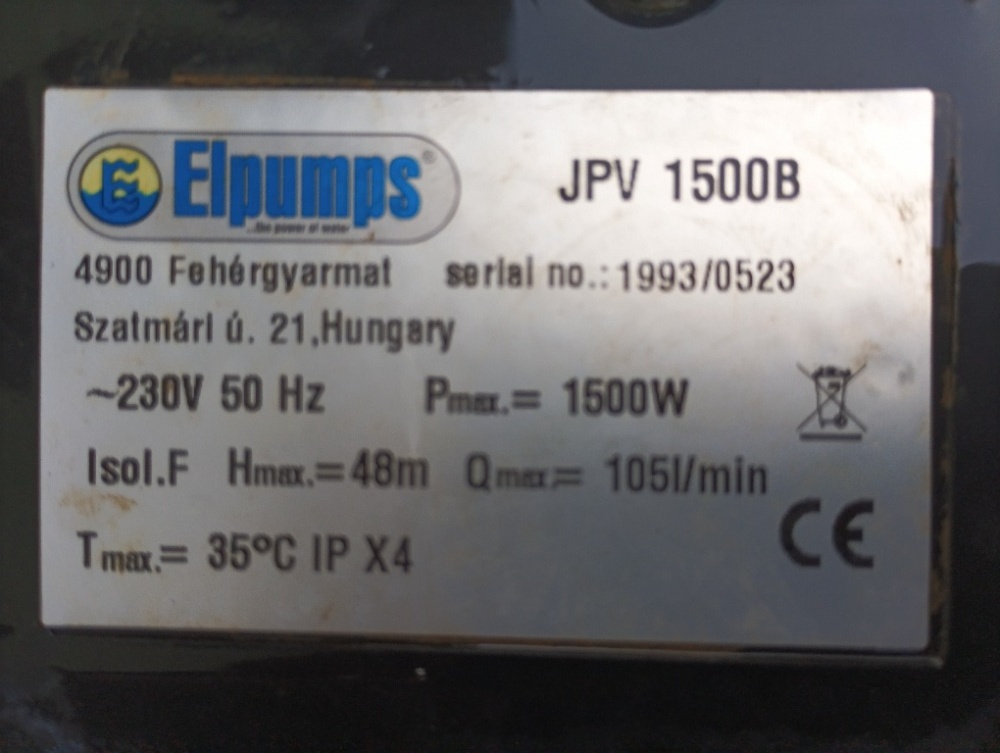 Elpumps®
...the power of water
JPV 1500B
4900 Fehérgyarmat serial no.: 1993/0523
Szatmári ú. 21,Hungary
~230V 50 Hz Pmax.= 1500W
Isol.F Hmax.=48m Qmax= 105l/min
Tmax.= 35°C IP X4
CE